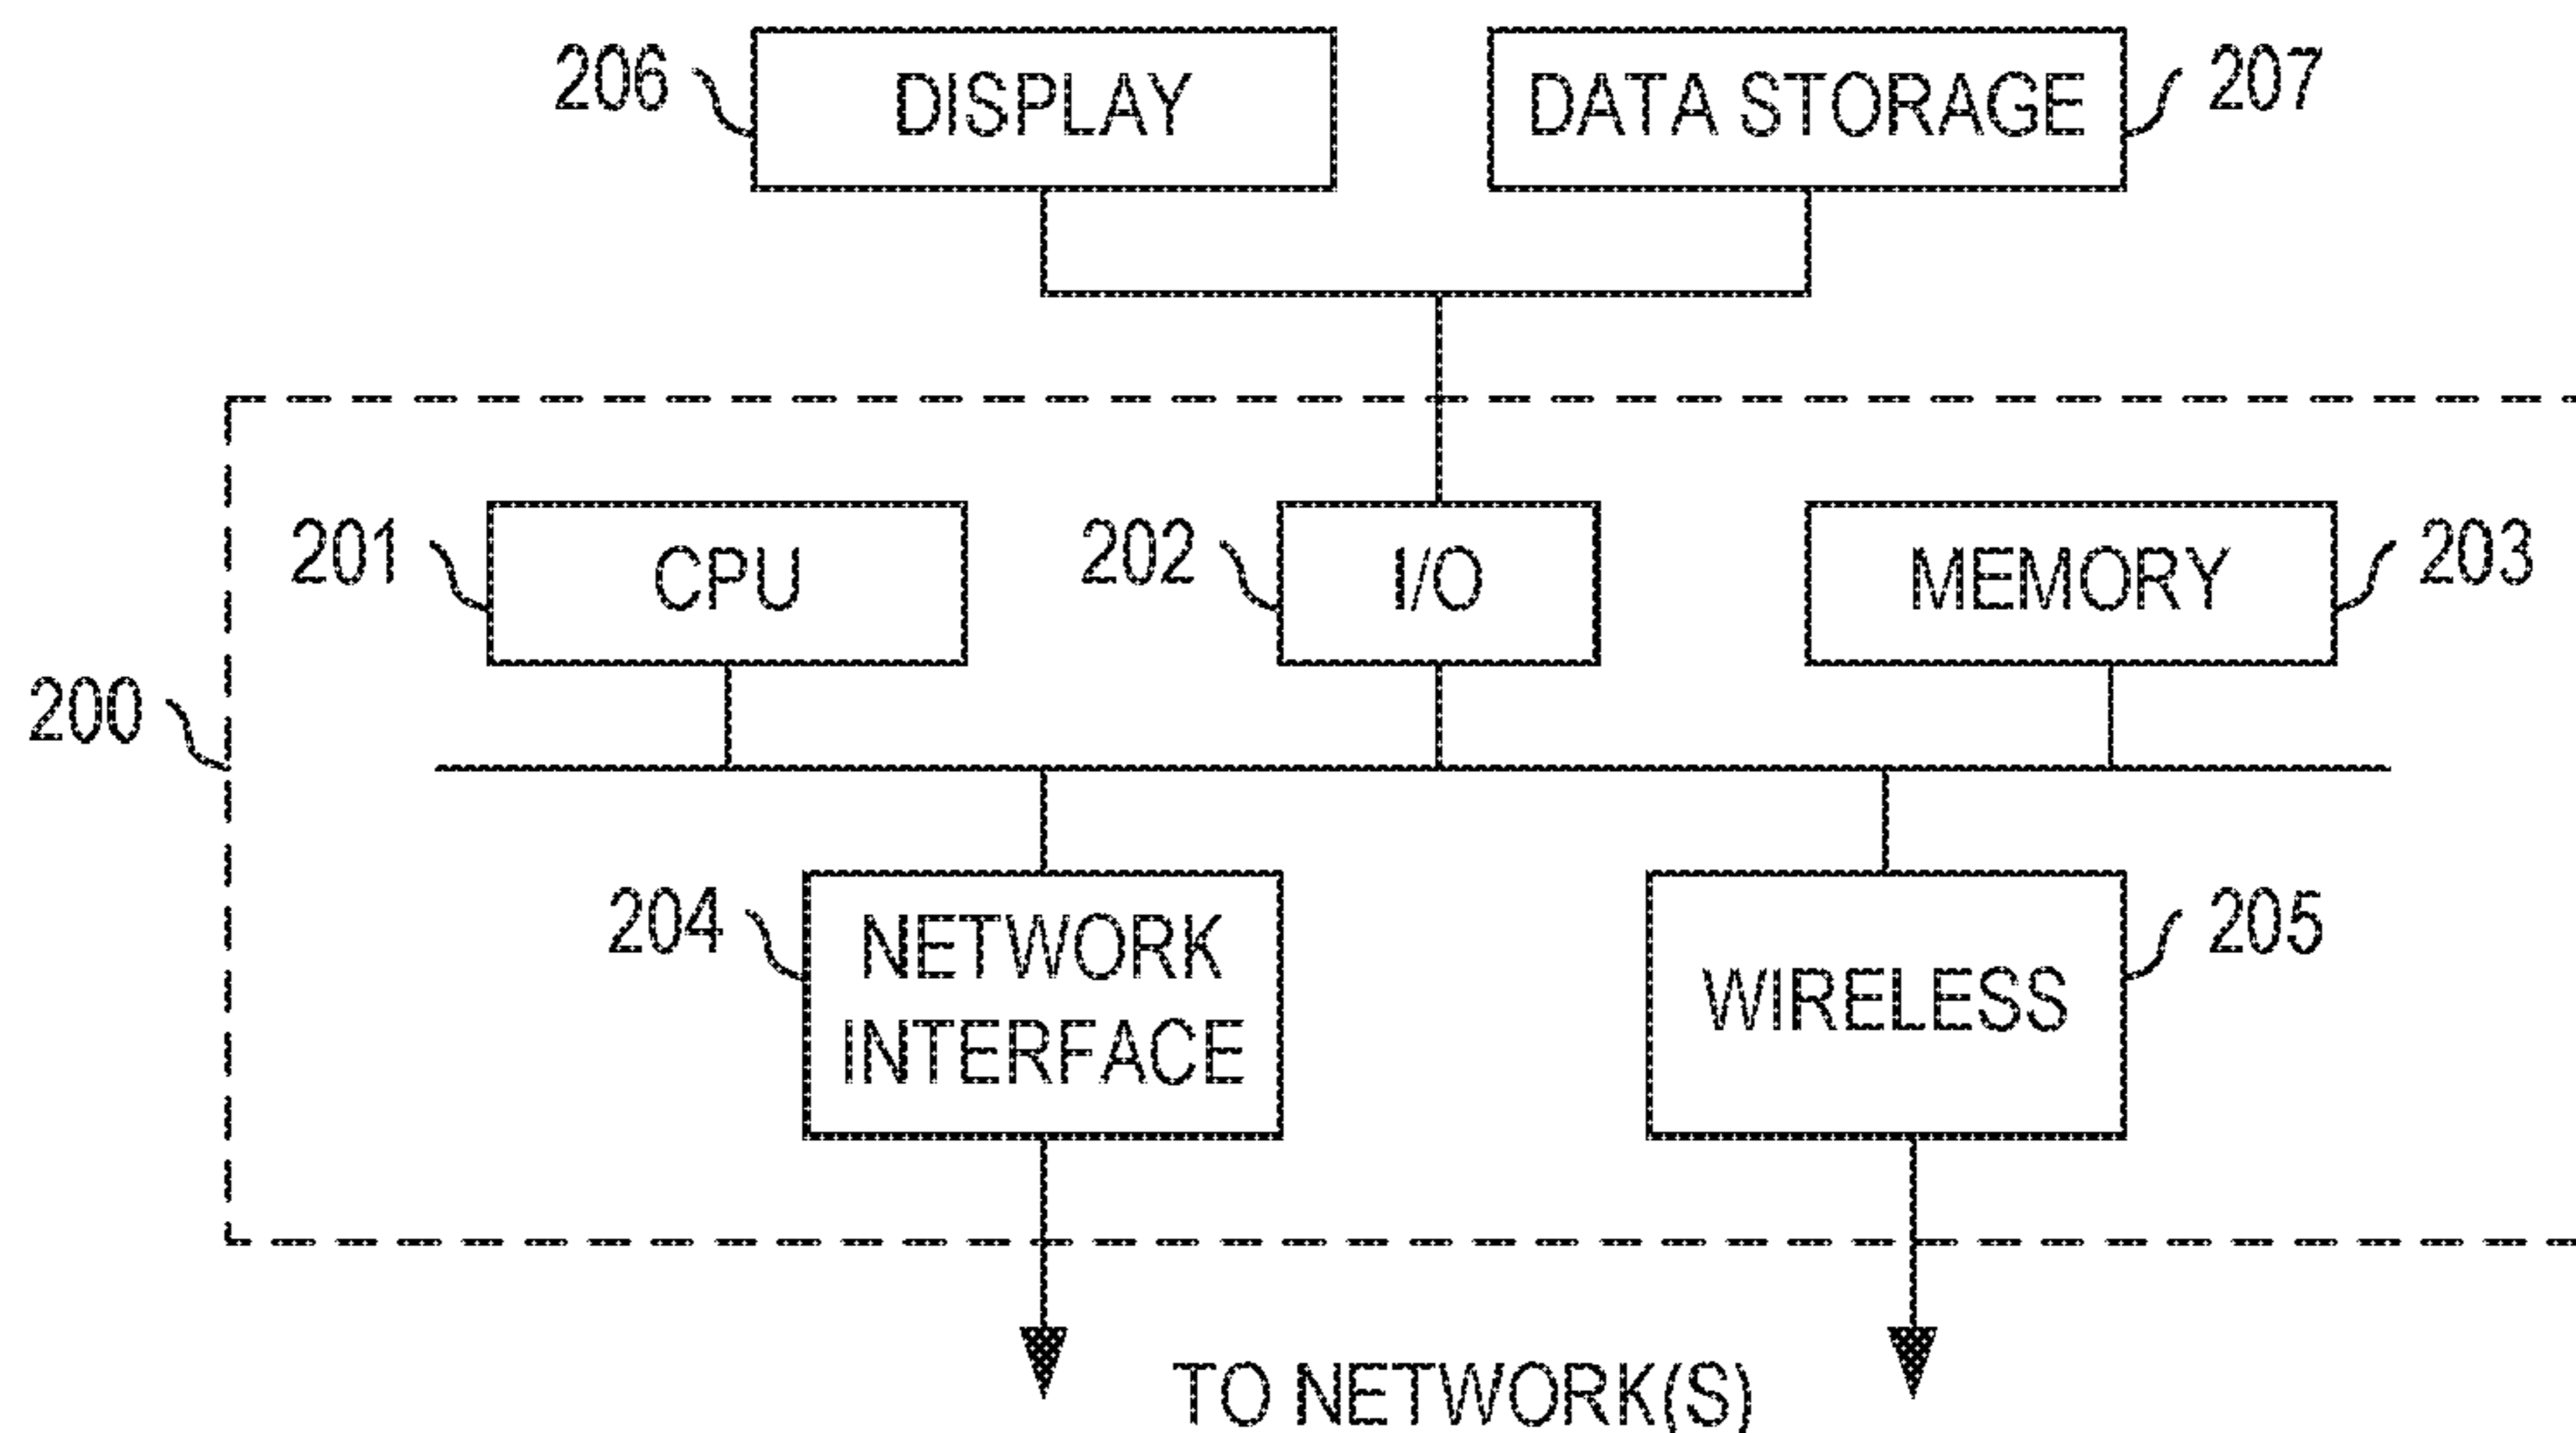 206 DISPLAY DATA STORAGE 207
201 CPU 202 I/O MEMORY 203
200
204 NETWORK INTERFACE WIRELESS 205
TO NETWORK(S)